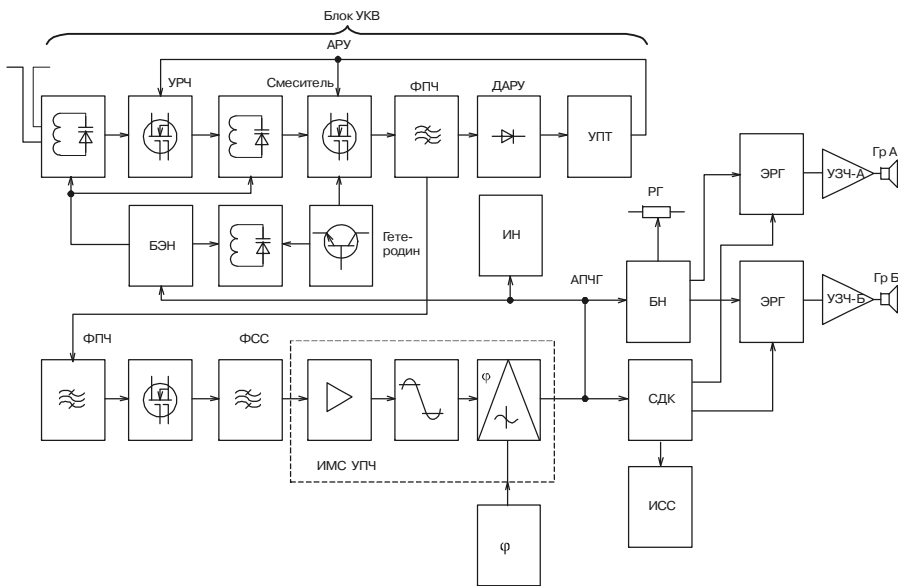 Блок УКВ
АРУ
УРЧ
Смеситель
ФПЧ
ДАРУ
УПТ
Гр А
ЭРГ
УЗЧ-А
РГ
БЭН
Гете-
родин
ИН
АПЧГ
БН
ЭРГ
УЗЧ-Б
Гр Б
ФПЧ
ФСС
φ
СДК
ИМС УПЧ
ИСС
φ